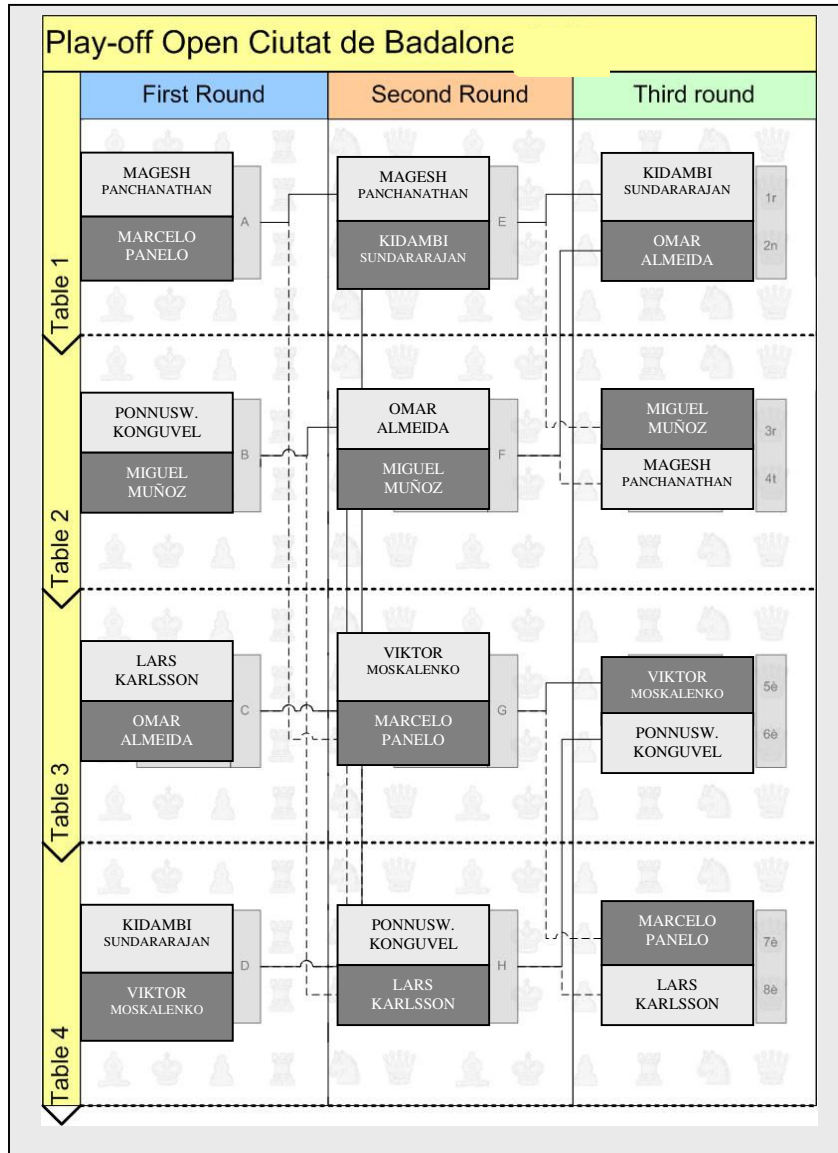 Play-off Open Ciutat de Badalona
First Round
Second Round
Third round
Table 1
MAGESH
PANCHANATHAN
MARCELO
PANELO
A
MAGESH
PANCHANATHAN
KIDAMBI
SUNDARARAJAN
E
KIDAMBI
SUNDARARAJAN
OMAR
ALMEIDA
1r
2n
Table 2
PONNUSW.
KONGUVEL
MIGUEL
MUÑOZ
B
OMAR
ALMEIDA
MIGUEL
MUÑOZ
F
MIGUEL
MUÑOZ
MAGESH
PANCHANATHAN
3r
4t
Table 3
LARS
KARLSSON
OMAR
ALMEIDA
C
VIKTOR
MOSKALENKO
MARCELO
PANELO
G
VIKTOR
MOSKALENKO
PONNUSW.
KONGUVEL
5è
6è
Table 4
KIDAMBI
SUNDARARAJAN
VIKTOR
MOSKALENKO
D
PONNUSW.
KONGUVEL
LARS
KARLSSON
H
MARCELO
PANELO
LARS
KARLSSON
7è
8è